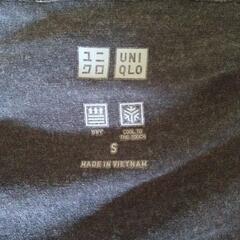 ユニ UNI
クロ QLO
DRY COOL TO
THE TOUCH
S
MADE IN VIETNAM